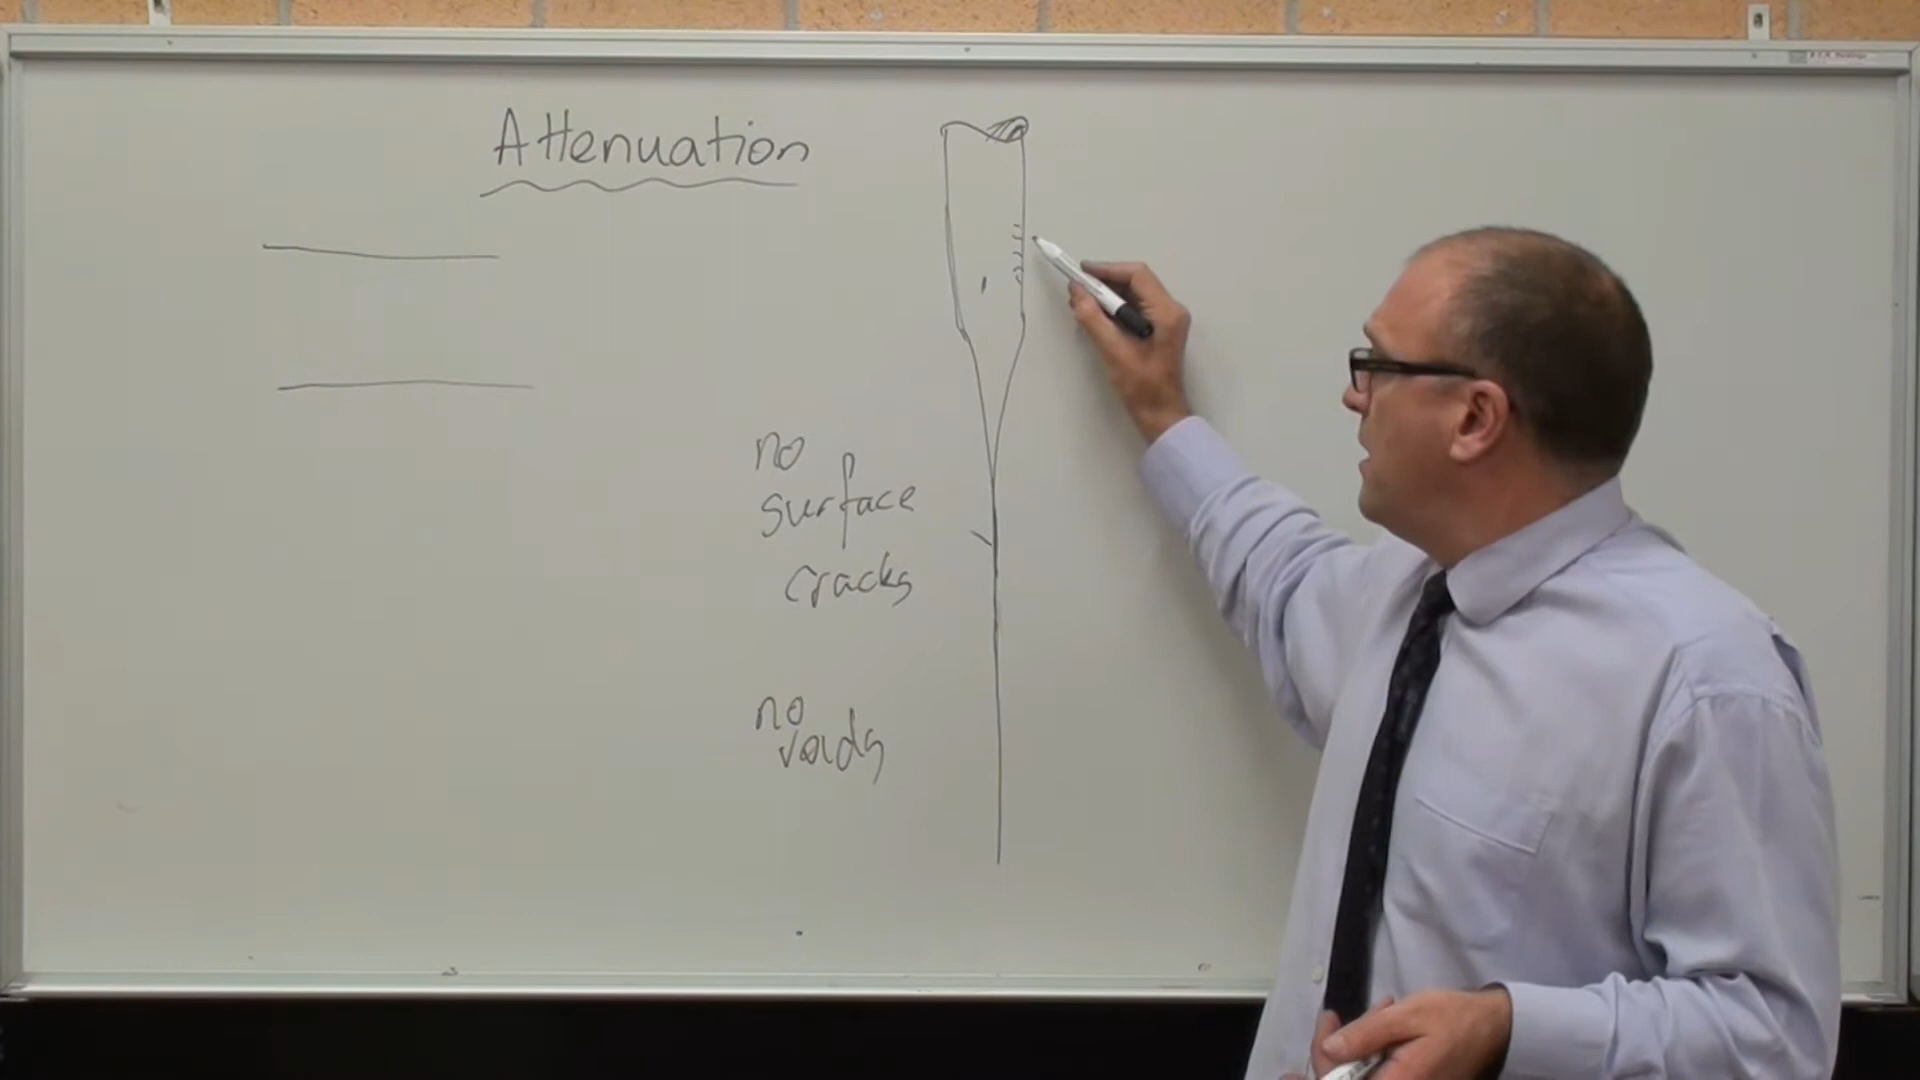 Attenuation
no
surface
cracks
no
voids